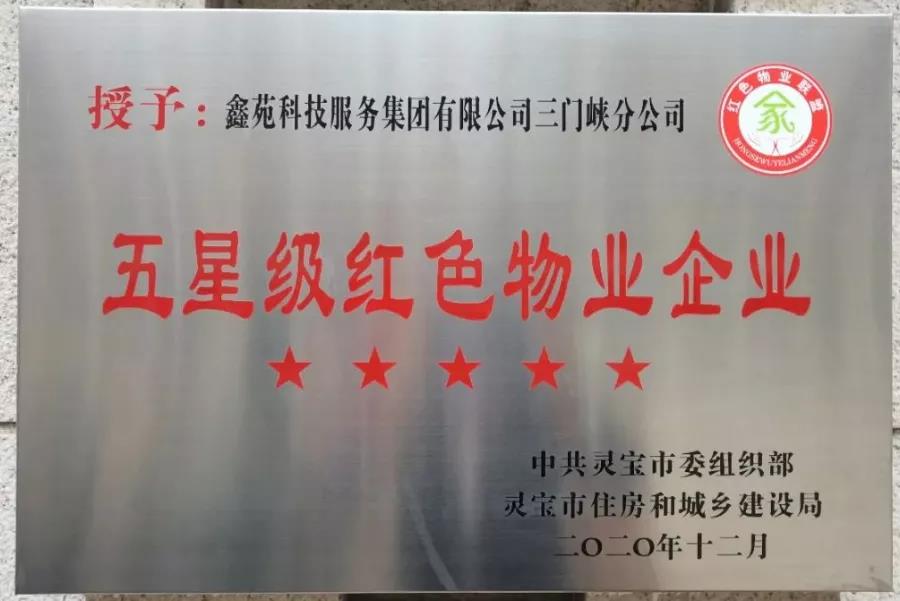 授予：鑫苑科技服务集团有限公司三门峡分公司
红色物业联盟
HONGSEWUYELIANMENG
五星级红色物业企业
中共灵宝市委组织部
灵宝市住房和城乡建设局
二〇二〇年十二月